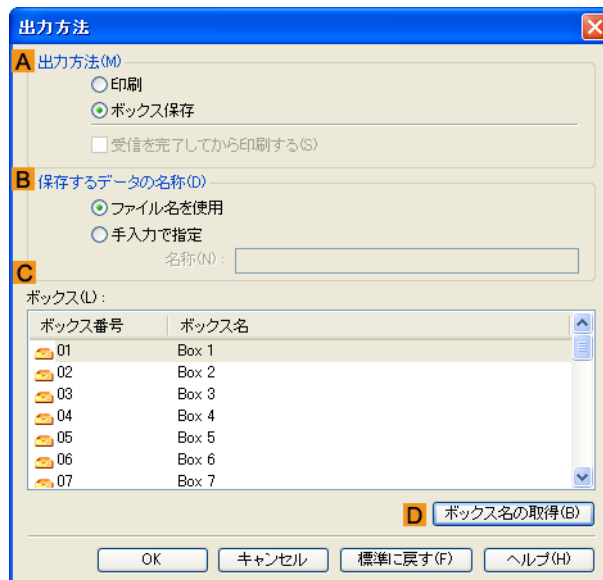 出力方法
A 出力方法(M)
印刷
ボックス保存
受信を完了してから印刷する(S)
B 保存するデータの名称(D)
ファイル名を使用
手入力で指定
名称(N):
C
ボックス(L):
ボックス番号 ボックス名
01 Box 1
02 Box 2
03 Box 3
04 Box 4
05 Box 5
06 Box 6
07 Box 7
D ボックス名の取得(B)
OK キャンセル 標準に戻す(F) ヘルプ(H)